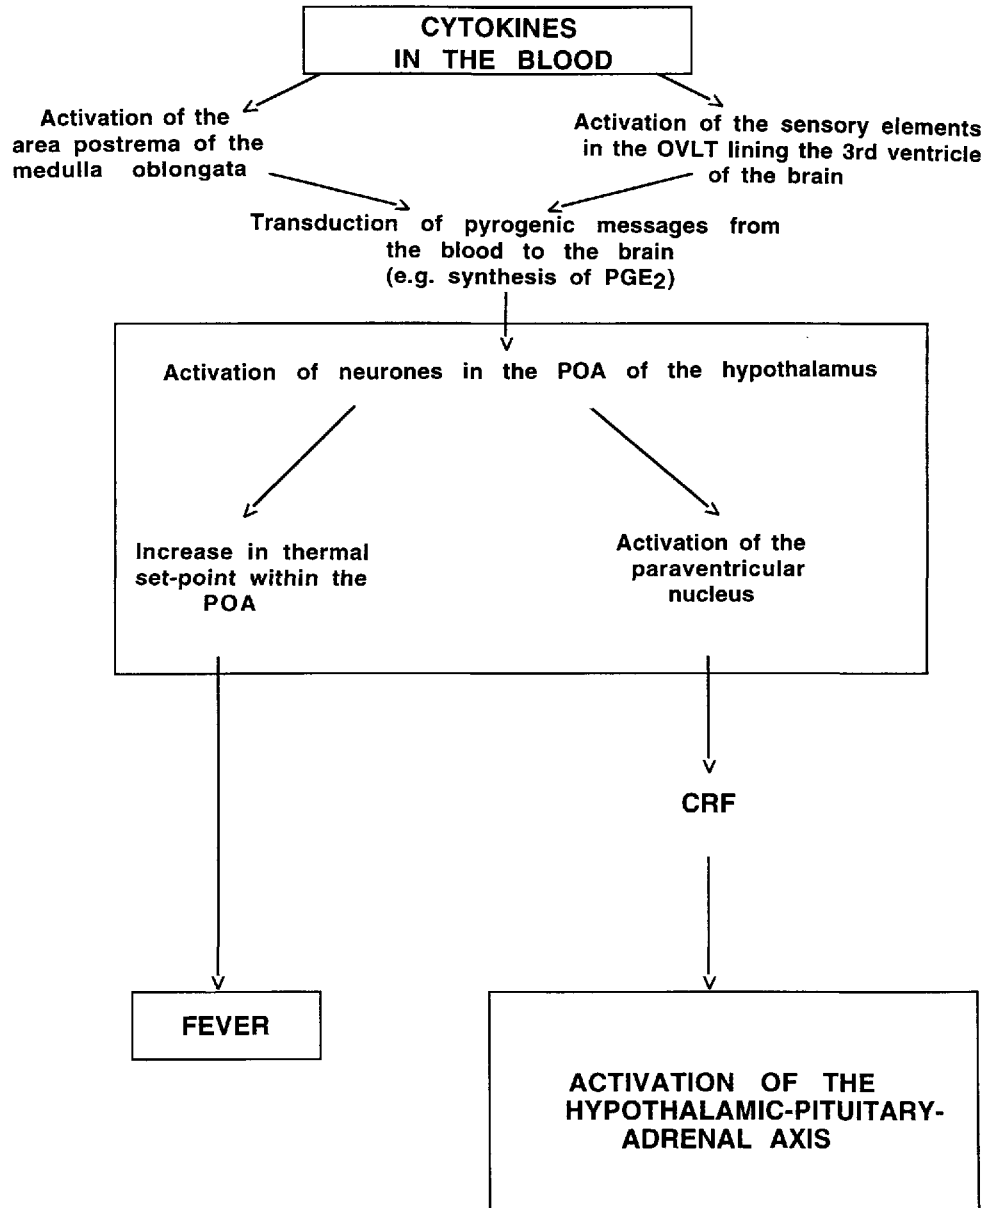 CYTOKINES
IN THE BLOOD
Activation of the
area postrema of the
medulla oblongata
Activation of the sensory elements
in the OVLT lining the 3rd ventricle
of the brain
Transduction of pyrogenic messages from
the blood to the brain
(e.g. synthesis of PGE2)
Activation of neurones in the POA of the hypothalamus
Increase in thermal
set-point within the
POA
Activation of the
paraventricular
nucleus
CRF
FEVER
ACTIVATION OF THE
HYPOTHALAMIC-PITUITARY-
ADRENAL AXIS